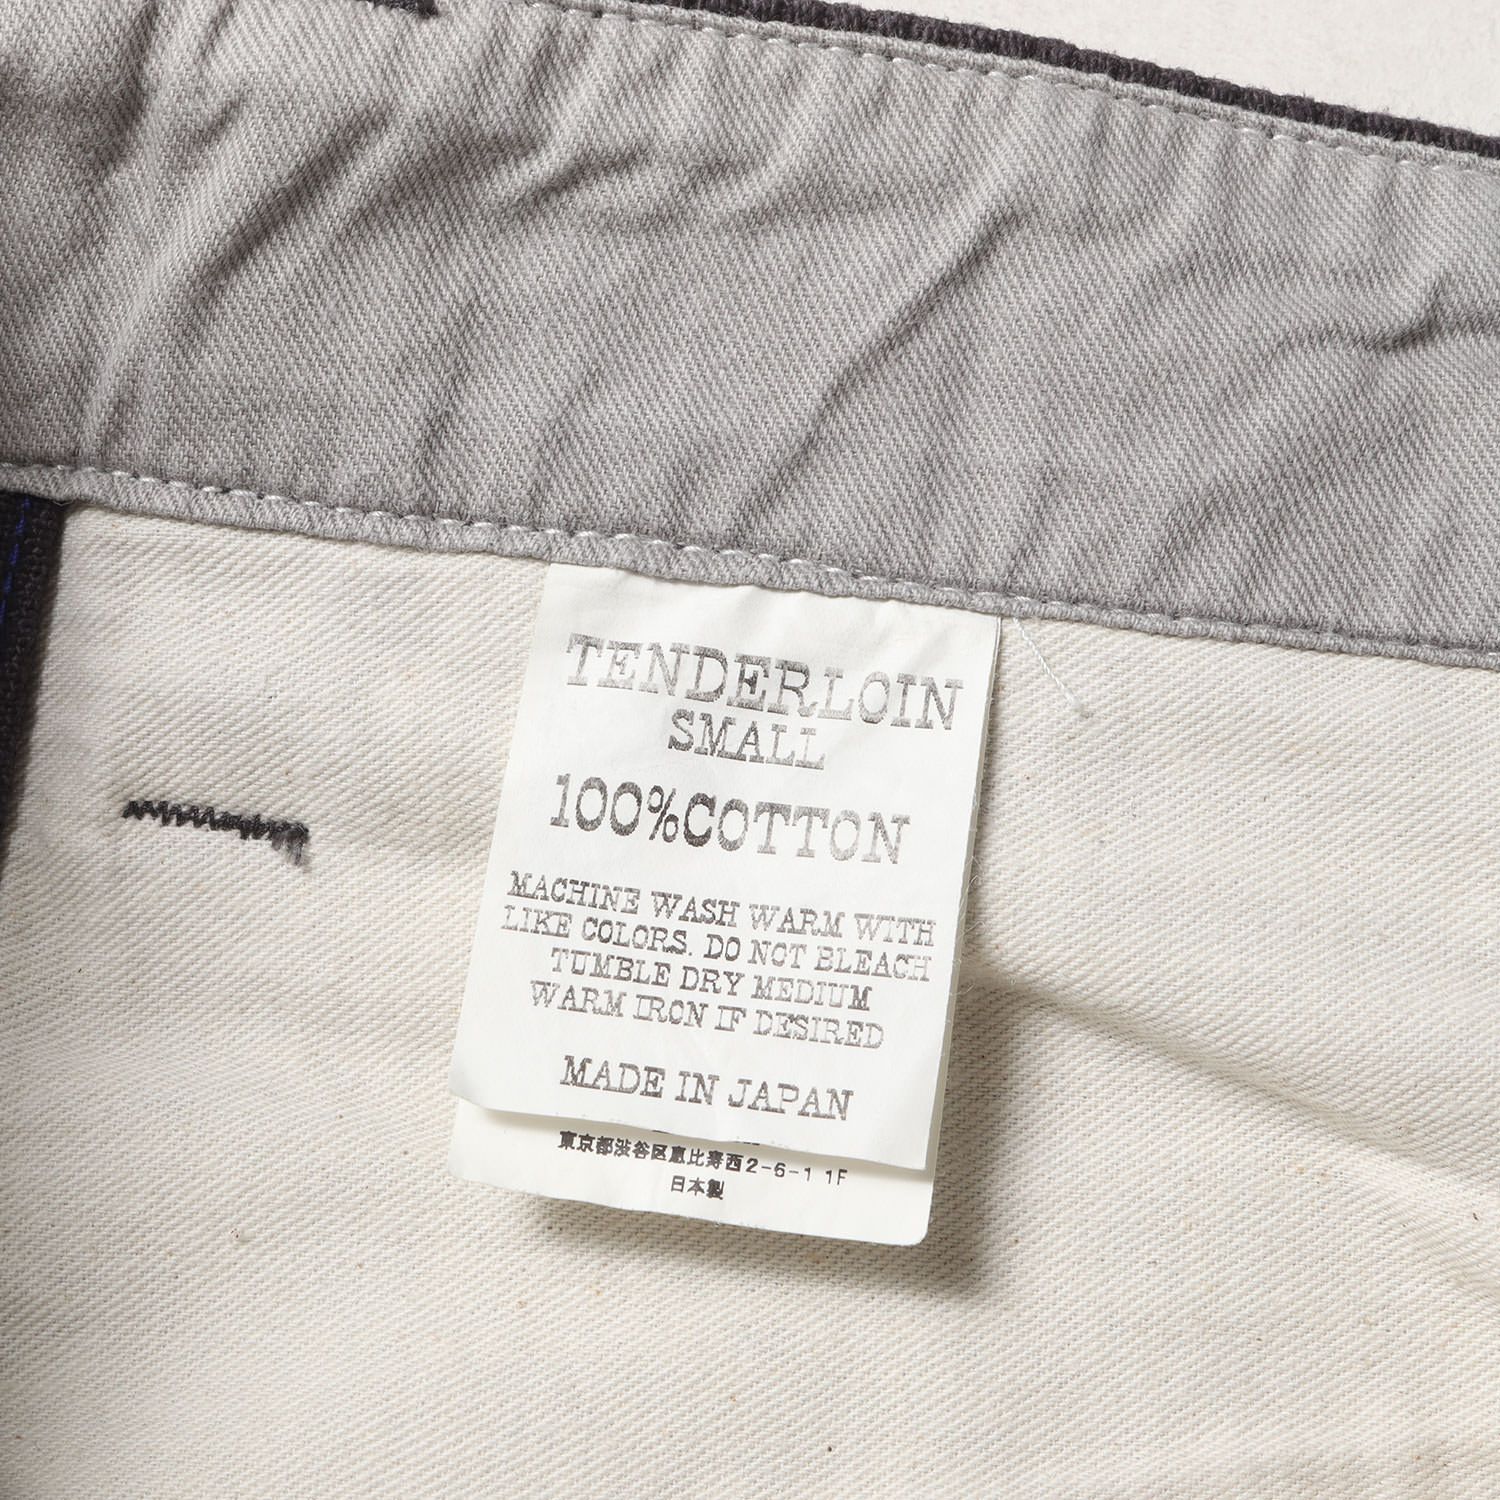 TENDERLOIN
SMALL
100%COTTON
MACHINE WASH WARM WITH
LIKE COLORS. DO NOT BLEACH
TUMBLE DRY MEDIUM
WARM IRON IF DESIRED
MADE IN JAPAN
東京都渋谷区恵比寿西2-6-1 1F
日本製